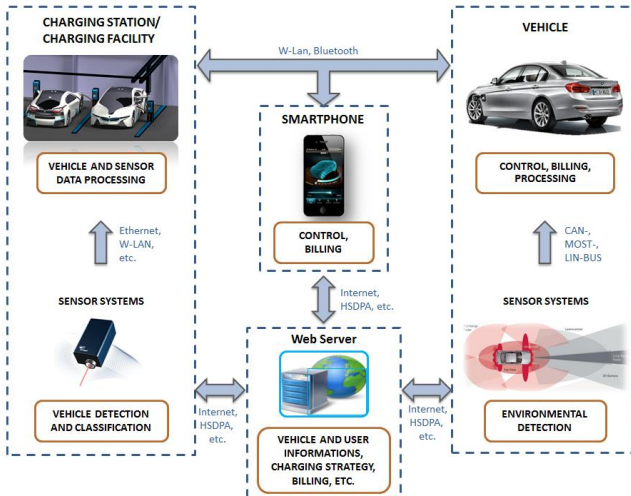 CHARGING STATION/
CHARGING FACILITY
VEHICLE AND SENSOR
DATA PROCESSING
Ethernet,
W-LAN,
etc.
SENSOR SYSTEMS
VEHICLE DETECTION
AND CLASSIFICATION
W-Lan, Bluetooth
SMARTPHONE
CONTROL,
BILLING
Internet,
HSDPA, etc.
Web Server
VEHICLE AND USER
INFORMATIONS,
CHARGING STRATEGY,
BILLING, ETC.
Internet,
HSDPA,
etc.
Internet,
HSDPA,
etc.
VEHICLE
CONTROL, BILLING,
PROCESSING
CAN-,
MOST-,
LIN-BUS
SENSOR SYSTEMS
ENVIRONMENTAL
DETECTION